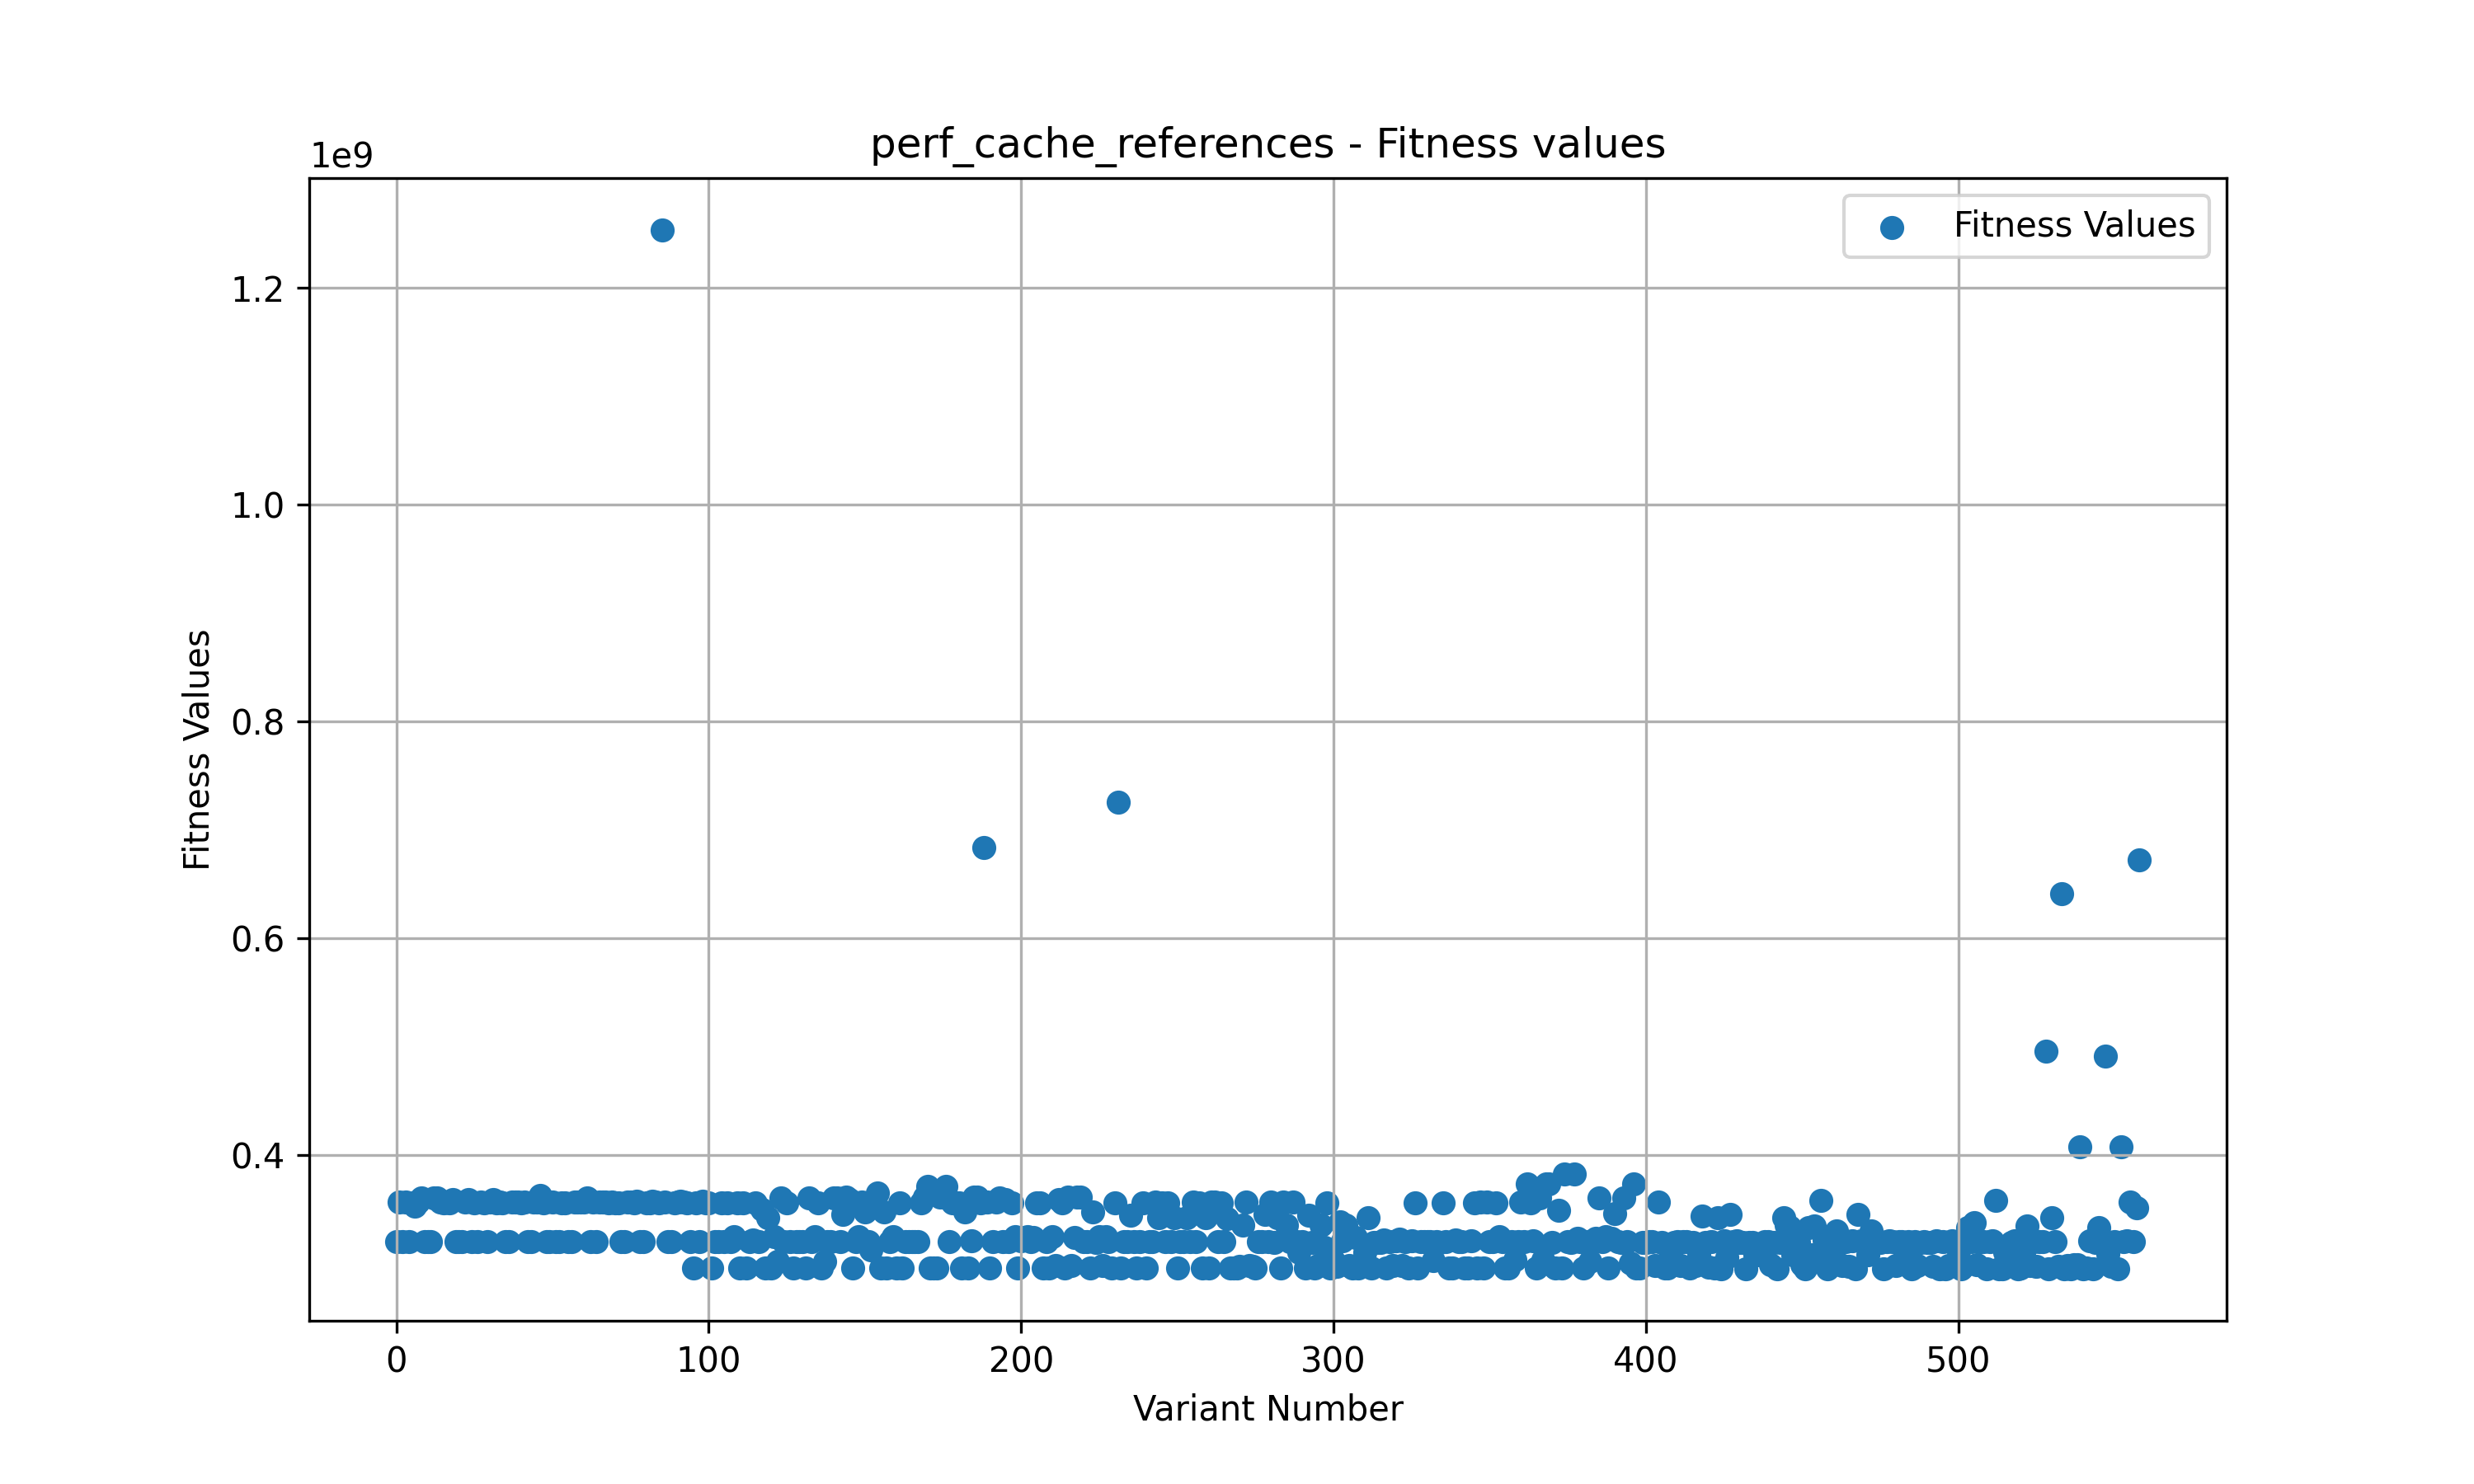 perf_cache_references - Fitness values
1e9
Fitness Values
1.2
1.0
0.8
0.6
0.4
Fitness Values
0 100 200 300 400 500
Variant Number